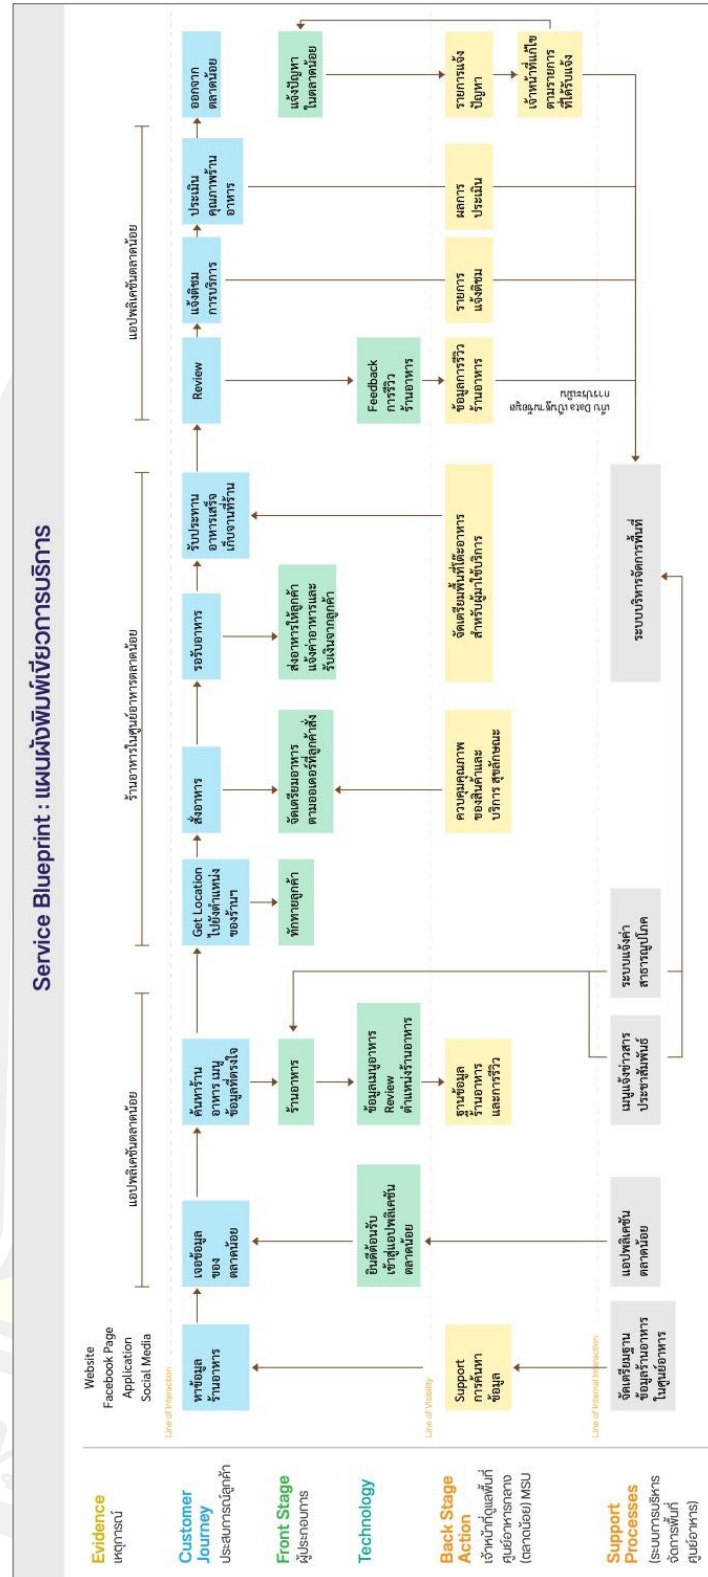 Service Blueprint : แผนผังพิมพ์เขียวการบริการ
Evidence
เหตุการณ์
Website
Facebook Page
Application
Social Media
แอปพลิเคชันตลาดน้อย
ร้านอาหารในศูนย์อาหารตลาดน้อย
แอปพลิเคชันตลาดน้อย
Line of Interaction
Customer
Journey
ประสบการณ์ลูกค้า
หาข้อมูล
ร้านอาหาร
เจอข้อมูล
ของ
ตลาดน้อย
ค้นหาร้าน
อาหาร เมนู
ข้อมูลที่ตรงใจ
Get Location
ไปยังตำแหน่ง
ของร้านฯ
สั่งอาหาร
รอรับอาหาร
รับประทาน
อาหารเสร็จ
เก็บจานที่ร้าน
Review
แจ้งติชม
การบริการ
ประเมิน
คุณภาพร้าน
อาหาร
ออกจาก
ตลาดน้อย
Front Stage
ผู้ประกอบการ
ร้านอาหาร
ทักทายลูกค้า
จัดเตรียมอาหาร
ตามออเดอร์ที่ลูกค้าสั่ง
ส่งอาหารให้ลูกค้า
แจ้งค่าอาหารและ
รับเงินจากลูกค้า
แจ้งปัญหา
ในตลาดน้อย
Technology
ยินดีต้อนรับ
เข้าสู่แอปพลิเคชัน
ตลาดน้อย
ข้อมูลเมนูอาหาร
Review
ตำแหน่งร้านอาหาร
Feedback
การรีวิว
ร้านอาหาร
Line of Visibility
Back Stage
Action
เจ้าหน้าที่ดูแลพื้นที่
ศูนย์อาหารกลาง
(ตลาดน้อย) MSU
Support
การค้นหา
ข้อมูล
ฐานข้อมูล
ร้านอาหาร
และการรีวิว
ควบคุมคุณภาพ
ของสินค้าและ
บริการ สุขลักษณะ
จัดเตรียมพื้นที่โต๊ะอาหาร
สำหรับผู้มาใช้บริการ
ข้อมูลการรีวิว
ร้านอาหาร
รายการ
แจ้งติชม
ผลการ
ประเมิน
รายการแจ้ง
ปัญหา
เจ้าหน้าที่แก้ไข
ตามรายการ
ที่ได้รับแจ้ง
เก็บ Data เป็นฐานข้อมูล
การประเมิน
Line of Internal Interaction
Support
Processes
(ระบบการบริหาร
จัดการพื้นที่
ศูนย์อาหาร)
จัดเตรียมฐาน
ข้อมูลร้านอาหาร
ในศูนย์อาหาร
แอปพลิเคชัน
ตลาดน้อย
เมนูแจ้งข่าวสาร
ประชาสัมพันธ์
ระบบแจ้งค่า
สาธารณูปโภค
ระบบบริหารจัดการพื้นที่